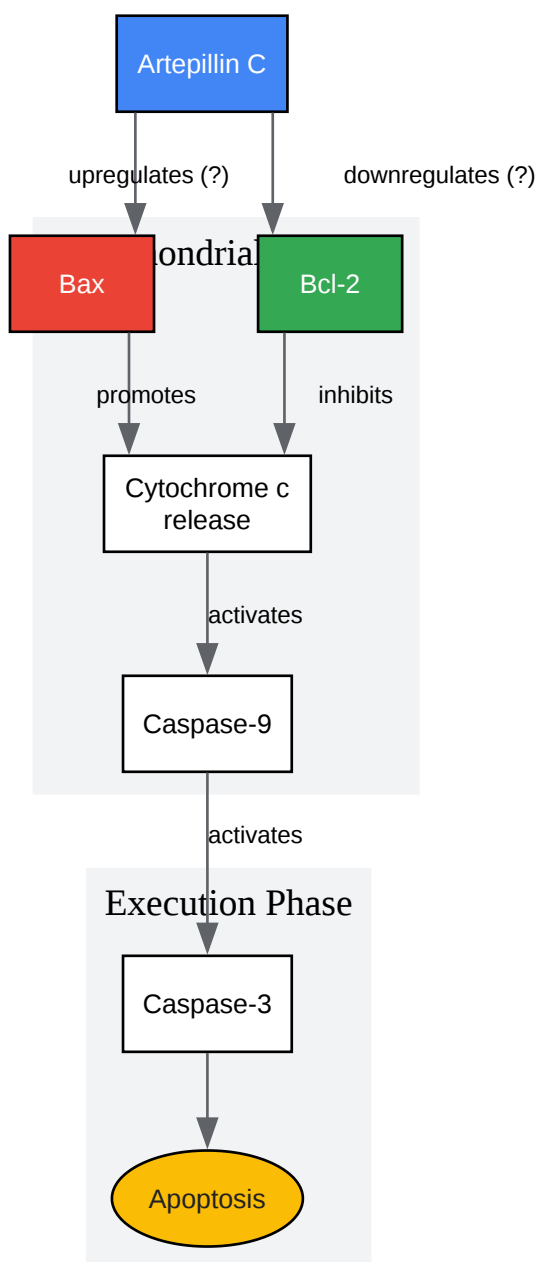 Artepillin C
upregulates (?)
downregulates (?)
Bax
Bcl-2
promotes
inhibits
Cytochrome c
release
activates
Caspase-9
activates
Execution Phase
Caspase-3
Apoptosis